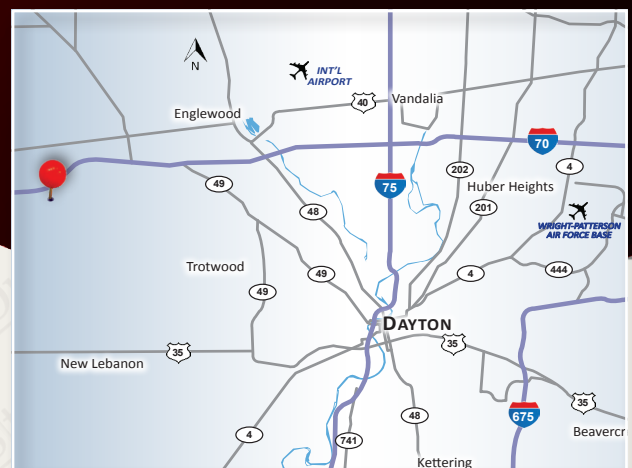 N
INT'L
AIRPORT
40
Vandalia
Englewood
70
4
202
75
49
Huber Heights
201
48
WRIGHT-PATTERSON
AIR FORCE BASE
Trotwood
49
4
444
49
DAYTON
35
35
New Lebanon
675
35
48
Beavercr
4
741
Kettering